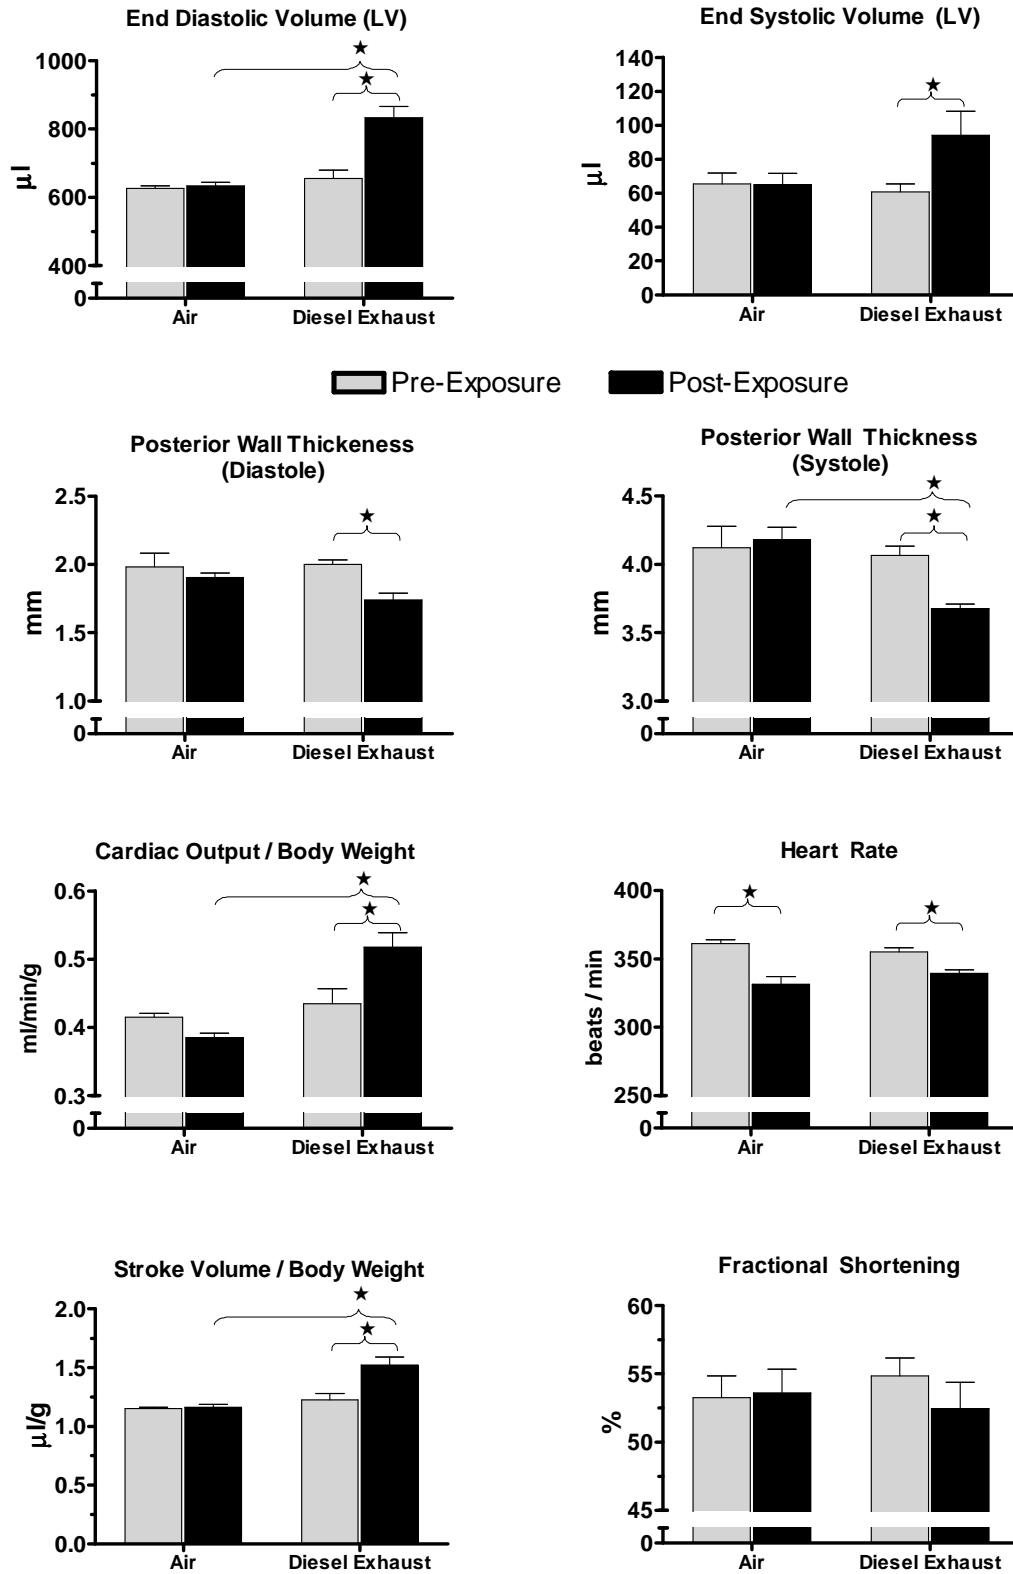 End Diastolic Volume (LV)
1000
800
600
400
0
μl
Air
Diesel Exhaust
★
★
End Systolic Volume (LV)
140
120
100
80
60
40
20
0
μl
Air
Diesel Exhaust
★
Pre-Exposure
Post-Exposure
Posterior Wall Thickeness
(Diastole)
2.5
2.0
1.5
1.0
0
mm
Air
Diesel Exhaust
★
Posterior Wall Thickness
(Systole)
4.5
4.0
3.5
3.0
0
mm
Air
Diesel Exhaust
★
★
Cardiac Output / Body Weight
0.6
0.5
0.4
0.3
0
ml/min/g
Air
Diesel Exhaust
★
★
Heart Rate
400
350
300
250
0
beats / min
Air
Diesel Exhaust
★
★
Stroke Volume / Body Weight
2.0
1.5
1.0
0.5
0.0
μl/g
Air
Diesel Exhaust
★
★
Fractional Shortening
60
55
50
45
0
%
Air
Diesel Exhaust